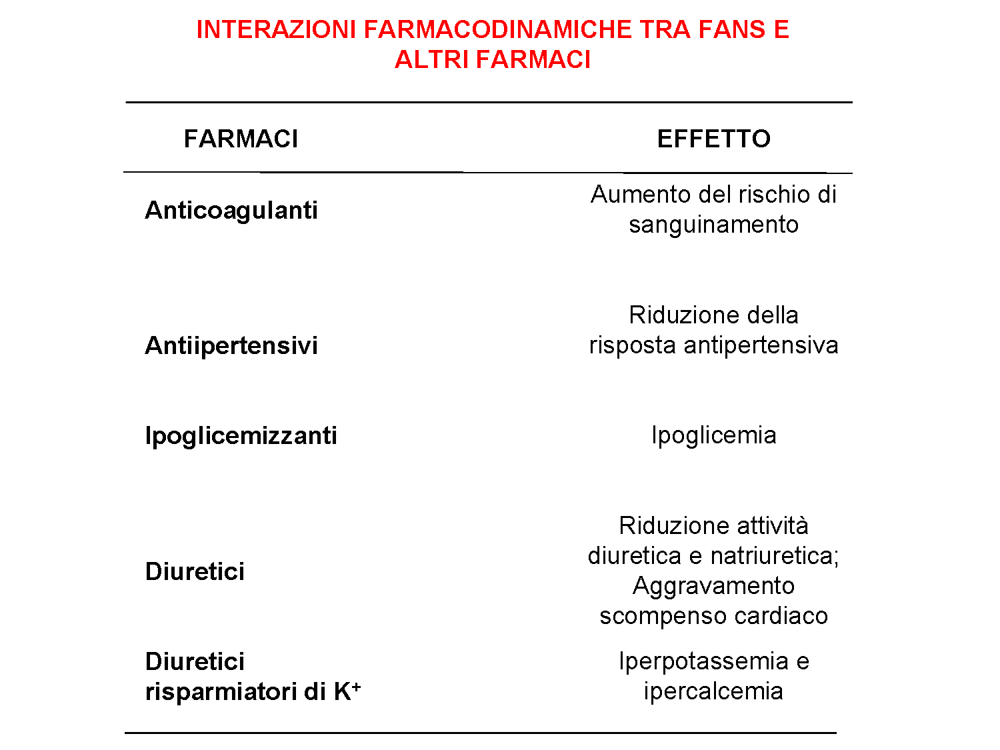 INTERAZIONI FARMACODINAMICHE TRA FANS E
ALTRI FARMACI
FARMACI EFFETTO
Anticoagulanti
Aumento del rischio di
sanguinamento
Antiipertensivi
Riduzione della
risposta antipertensiva
Ipoglicemizzanti
Ipoglicemia
Diuretici
Riduzione attività
diuretica e natriuretica;
Aggravamento
scompenso cardiaco
Diuretici
risparmiatori di K⁺
Iperpotassemia e
ipercalcemia